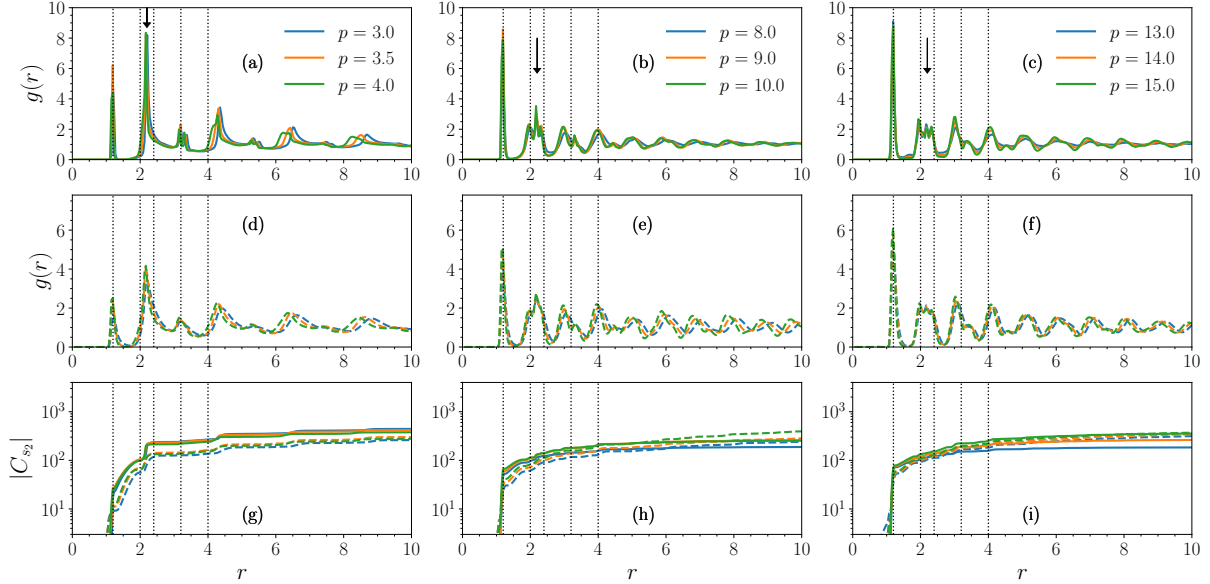 10
8
6
4
2
0
g(r)
(a)
p = 3.0
p = 3.5
p = 4.0
0 2 4 6 8 10
10
8
6
4
2
0
g(r)
(b)
p = 8.0
p = 9.0
p = 10.0
0 2 4 6 8 10
10
8
6
4
2
0
g(r)
(c)
p = 13.0
p = 14.0
p = 15.0
0 2 4 6 8 10
6
4
2
0
g(r)
(d)
0 2 4 6 8 10
6
4
2
0
g(r)
(e)
0 2 4 6 8 10
6
4
2
0
(f)
0 2 4 6 8 10
10³
10²
10¹
|C_{s₂}|
(g)
0 2 4 6 8 10
r
10³
10²
10¹
(h)
0 2 4 6 8 10
r
10³
10²
10¹
(i)
0 2 4 6 8 10
r